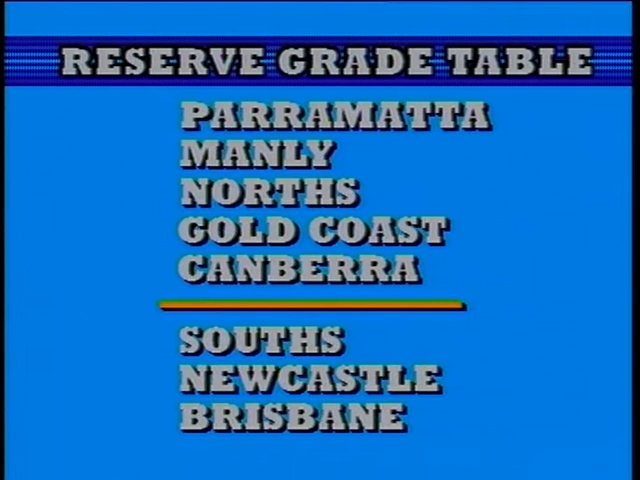 RESERVE GRADE TABLE
PARRAMATTA
MANLY
NORTHS
GOLD COAST
CANBERRA
SOUTHS
NEWCASTLE
BRISBANE